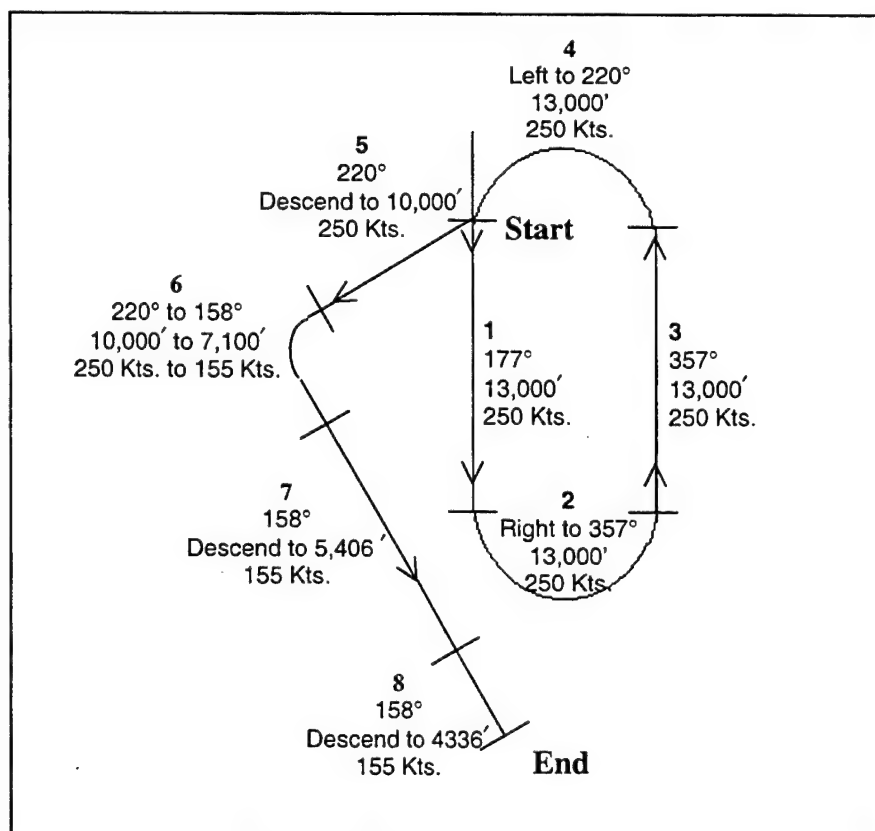 4
Left to 220°
13,000'
250 Kts.
5
220°
Descend to 10,000'
250 Kts.
Start
6
220° to 158°
10,000′ to 7,100′
250 Kts. to 155 Kts.
1
177°
13,000'
250 Kts.
3
357°
13,000'
250 Kts.
7
158°
Descend to 5,406′
155 Kts.
2
Right to 357°
13,000'
250 Kts.
8
158°
Descend to 4336′
155 Kts.
End